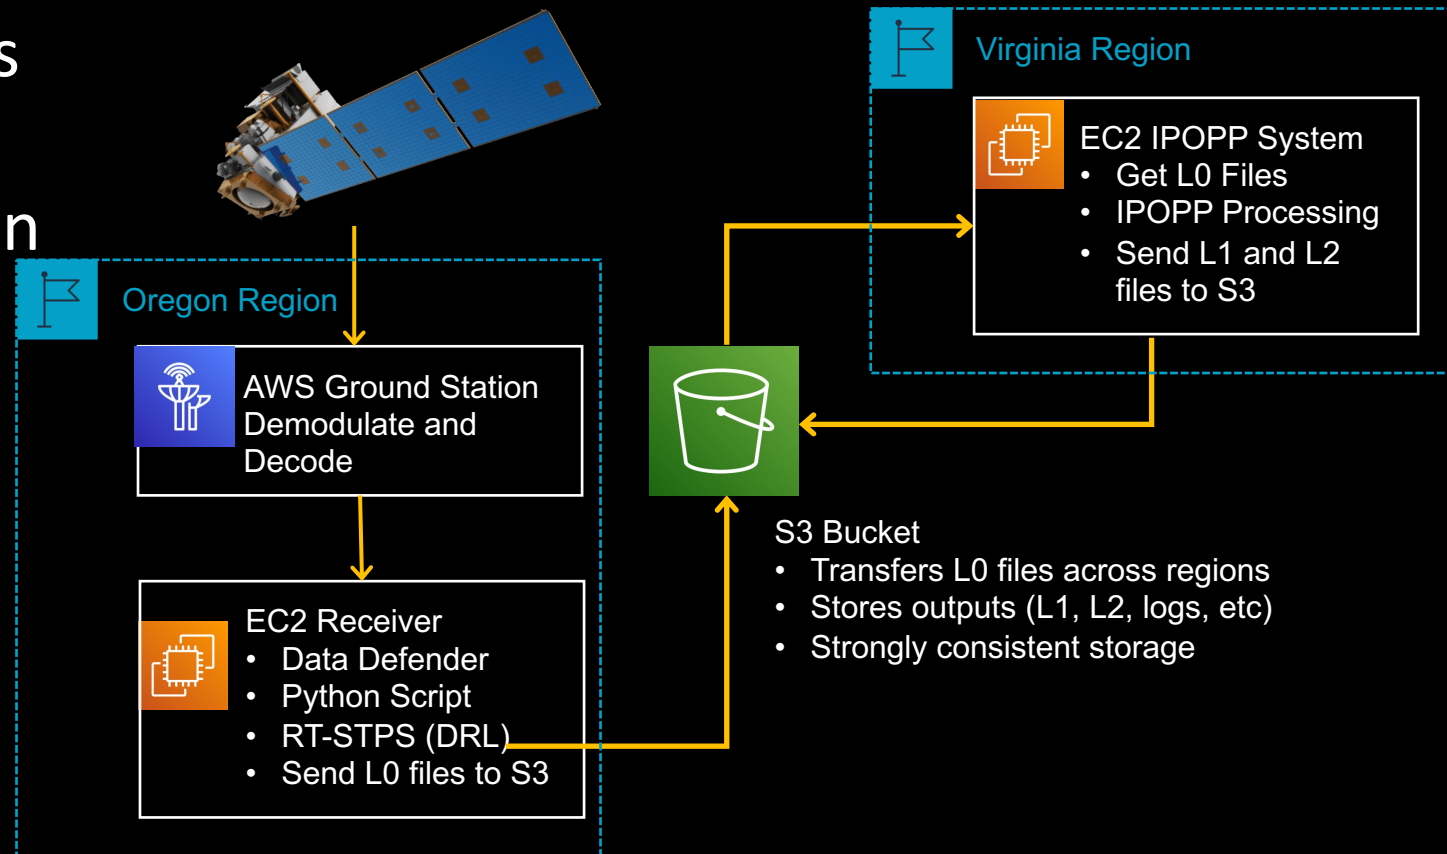 s
n
Oregon Region
AWS Ground Station
Demodulate and
Decode
EC2 Receiver
• Data Defender
• Python Script
• RT-STPS (DRL)
• Send L0 files to S3
S3 Bucket
• Transfers L0 files across regions
• Stores outputs (L1, L2, logs, etc)
• Strongly consistent storage
Virginia Region
EC2 IPOPP System
• Get L0 Files
• IPOPP Processing
• Send L1 and L2
files to S3